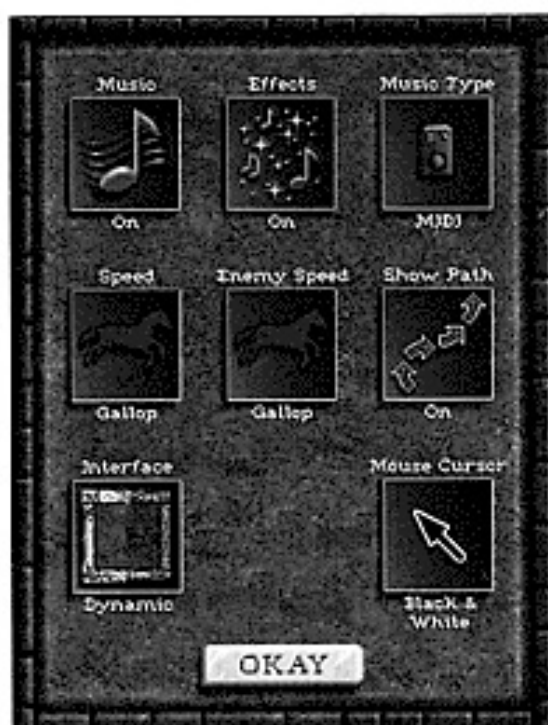 Music Effects Music Type
On On MIDI
Speed Enemy Speed Show Path
Gallop Gallop On
Interface Mouse Cursor
Dynamic Black &
White
OKAY